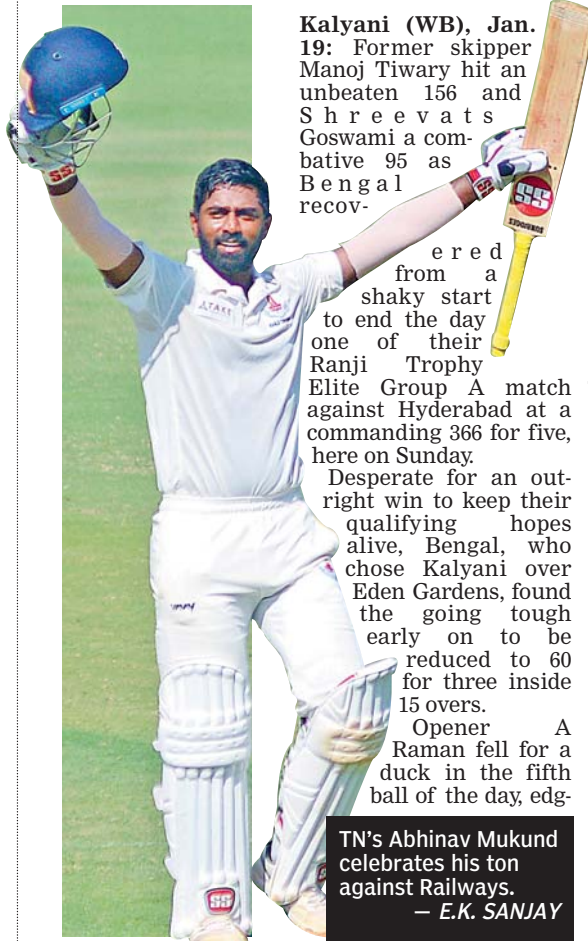 Kalyani (WB), Jan.
19: Former skipper
Manoj Tiwary hit an
unbeaten 156 and
Shreevats
Goswami a com-
bative 95 as
Bengal
recov-
ered
from a
shaky start
to end the day
one of their
Ranji Trophy
Elite Group A match
against Hyderabad at a
commanding 366 for five,
here on Sunday.
Desperate for an out-
right win to keep their
qualifying hopes
alive, Bengal, who
chose Kalyani over
Eden Gardens, found
the going tough
early on to be
reduced to 60
for three inside
15 overs.
Opener A
Raman fell for a
duck in the fifth
ball of the day, edg-
TN's Abhinav Mukund
celebrates his ton
against Railways.
— E.K. SANJAY
SS
SS
SS